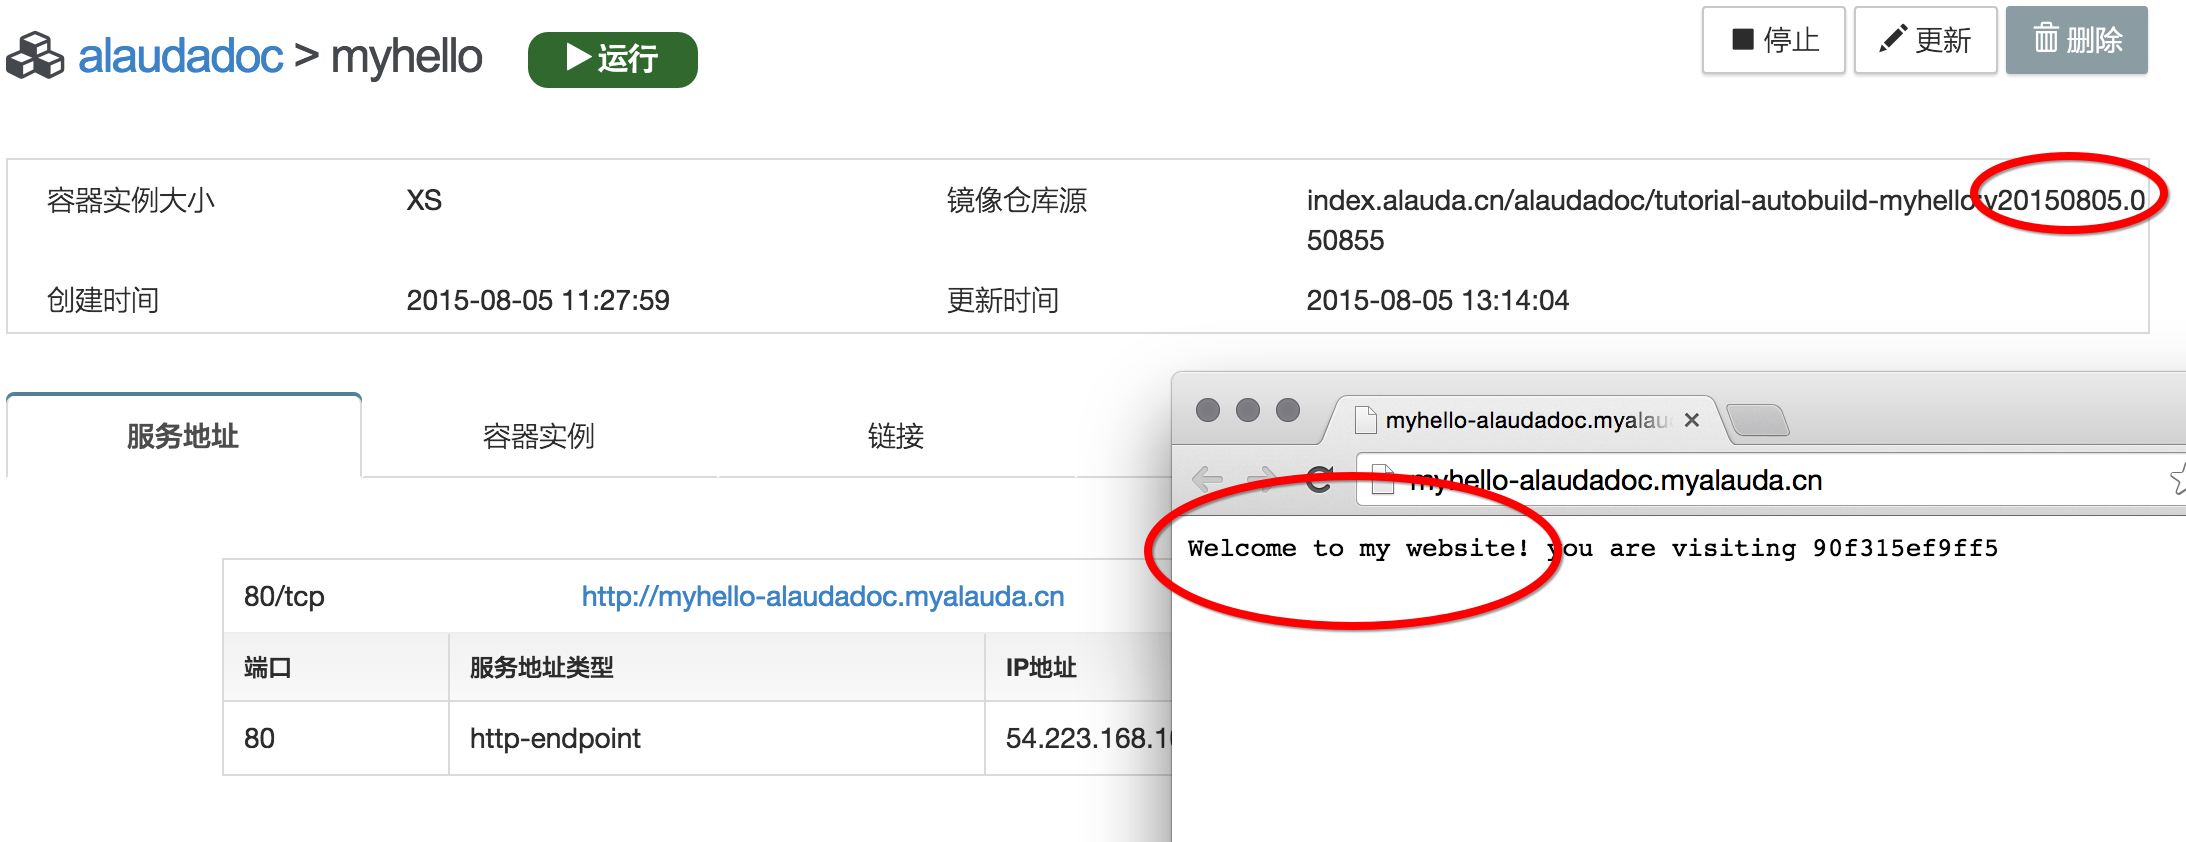 alaudadoc > myhello
运行
停止
更新
删除
容器实例大小
XS
镜像仓库源
index.alauda.cn/alaudadoc/tutorial-autobuild-myhello:v20150805.0
50855
创建时间
2015-08-05 11:27:59
更新时间
2015-08-05 13:14:04
服务地址
容器实例
链接
80/tcp
http://myhello-alaudadoc.myalauda.cn
端口
服务地址类型
IP地址
80
http-endpoint
54.223.168.1
myhello-alaudadoc.myalau
myhello-alaudadoc.myalauda.cn
Welcome to my website! you are visiting 90f315ef9ff5